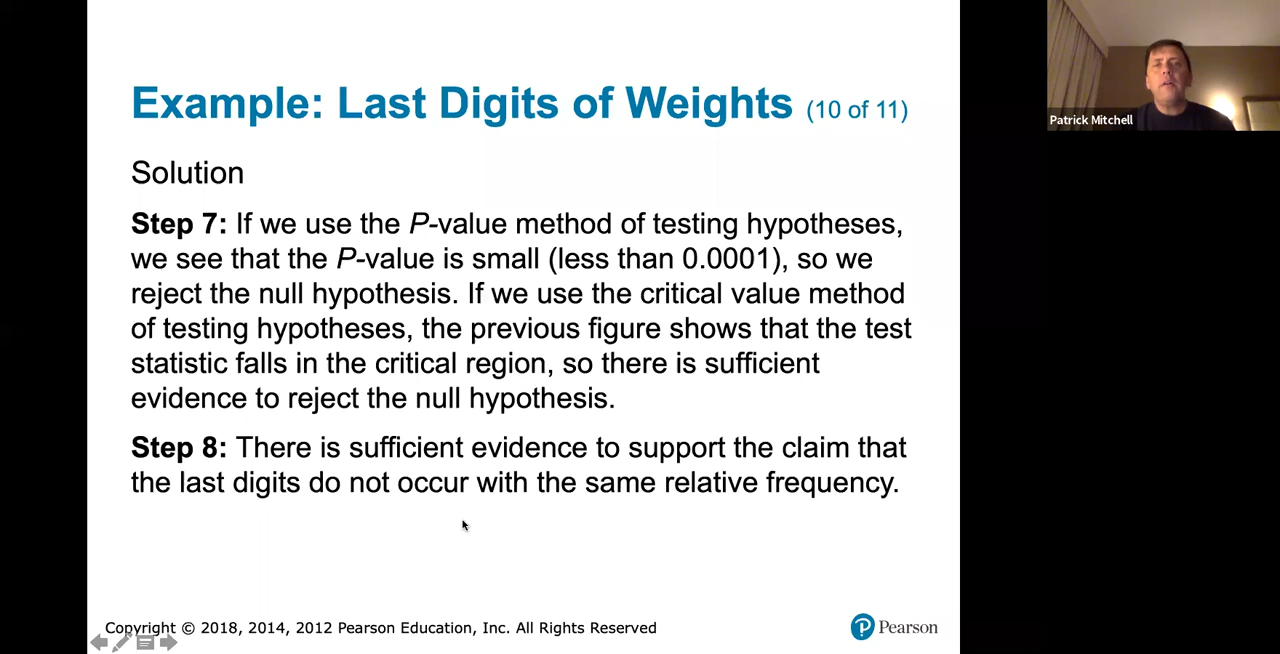 Example: Last Digits of Weights (10 of 11)
Solution
Step 7: If we use the P-value method of testing hypotheses,
we see that the P-value is small (less than 0.0001), so we
reject the null hypothesis. If we use the critical value method
of testing hypotheses, the previous figure shows that the test
statistic falls in the critical region, so there is sufficient
evidence to reject the null hypothesis.
Step 8: There is sufficient evidence to support the claim that
the last digits do not occur with the same relative frequency.
Copyright © 2018, 2014, 2012 Pearson Education, Inc. All Rights Reserved
Pearson
Patrick Mitchell